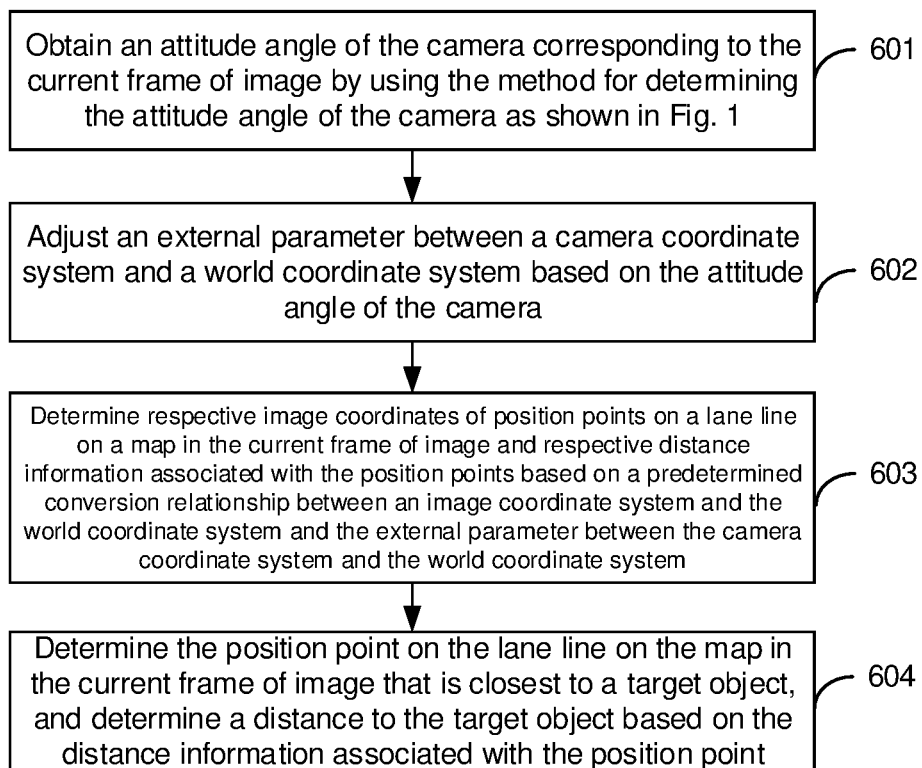 Obtain an attitude angle of the camera corresponding to the
current frame of image by using the method for determining
the attitude angle of the camera as shown in Fig. 1
601
Adjust an external parameter between a camera coordinate
system and a world coordinate system based on the attitude
angle of the camera
602
Determine respective image coordinates of position points on a lane line
on a map in the current frame of image and respective distance
information associated with the position points based on a predetermined
conversion relationship between an image coordinate system and the
world coordinate system and the external parameter between the camera
coordinate system and the world coordinate system
603
Determine the position point on the lane line on the map in
the current frame of image that is closest to a target object,
and determine a distance to the target object based on the
distance information associated with the position point
604